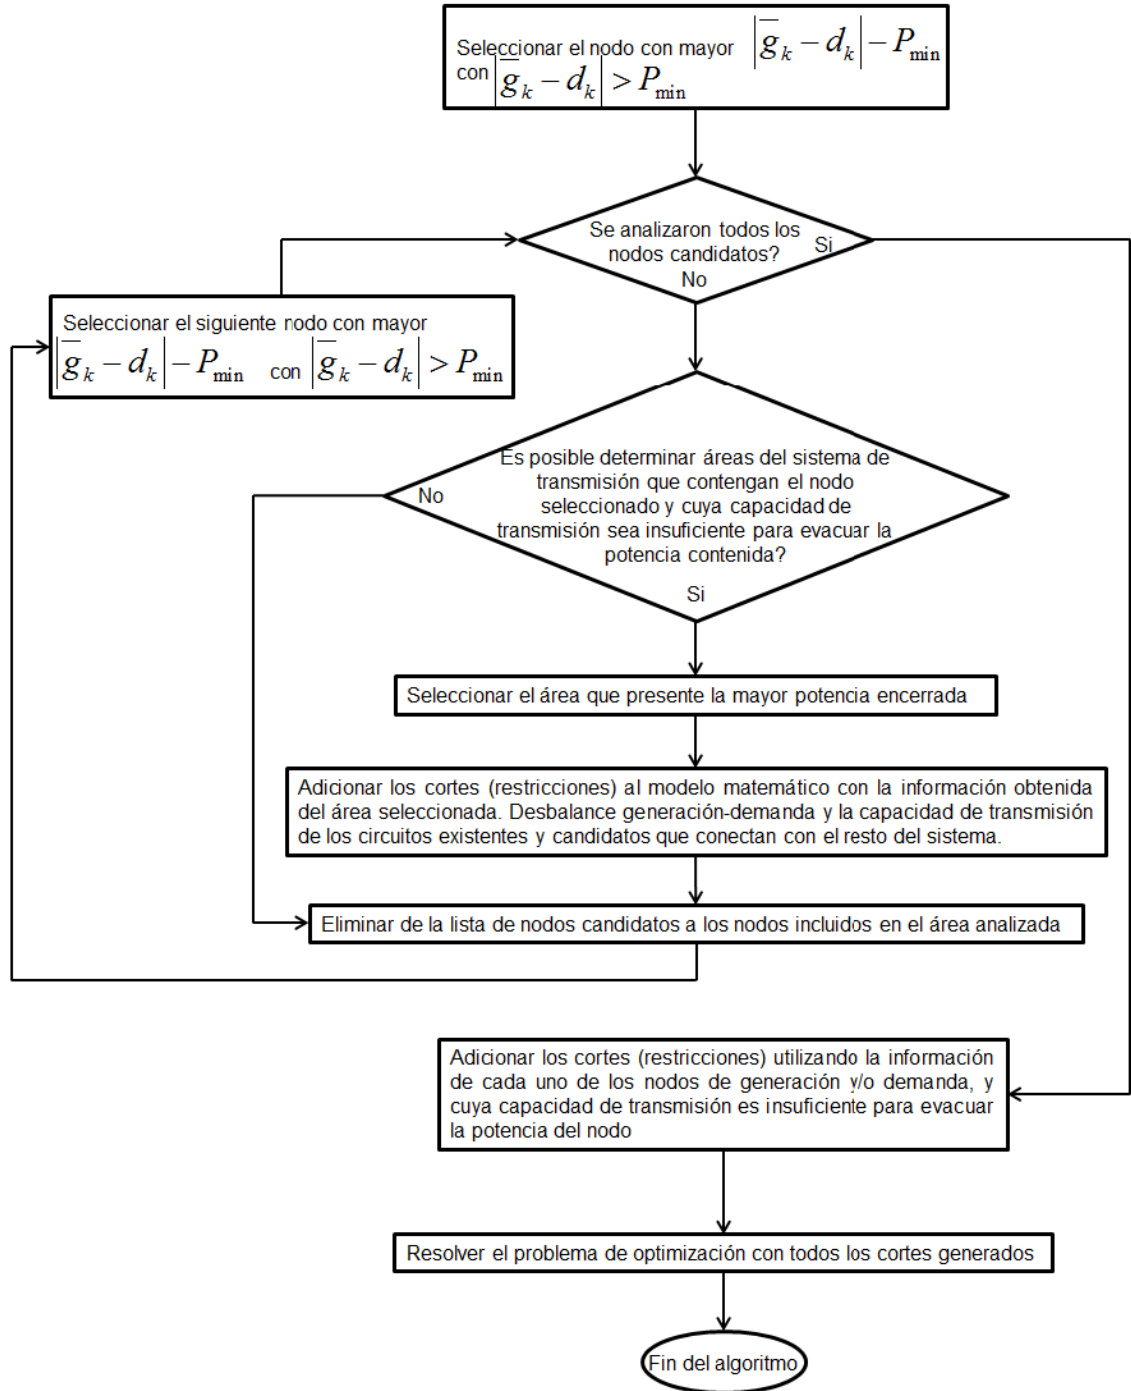 Seleccionar el nodo con mayor |g̅ₖ − dₖ| − Pmin
con |g̅ₖ − dₖ| > Pmin
Se analizaron todos los
nodos candidatos?
Si
No
Seleccionar el siguiente nodo con mayor
|g̅ₖ − dₖ| − Pmin con |g̅ₖ − dₖ| > Pmin
Es posible determinar áreas del sistema de
transmisión que contengan el nodo
seleccionado y cuya capacidad de
transmisión sea insuficiente para evacuar la
potencia contenida?
No
Si
Seleccionar el área que presente la mayor potencia encerrada
Adicionar los cortes (restricciones) al modelo matemático con la información obtenida
del área seleccionada. Desbalance generación-demanda y la capacidad de transmisión
de los circuitos existentes y candidatos que conectan con el resto del sistema.
Eliminar de la lista de nodos candidatos a los nodos incluidos en el área analizada
Adicionar los cortes (restricciones) utilizando la información
de cada uno de los nodos de generación y/o demanda, y
cuya capacidad de transmisión es insuficiente para evacuar
la potencia del nodo
Resolver el problema de optimización con todos los cortes generados
Fin del algoritmo